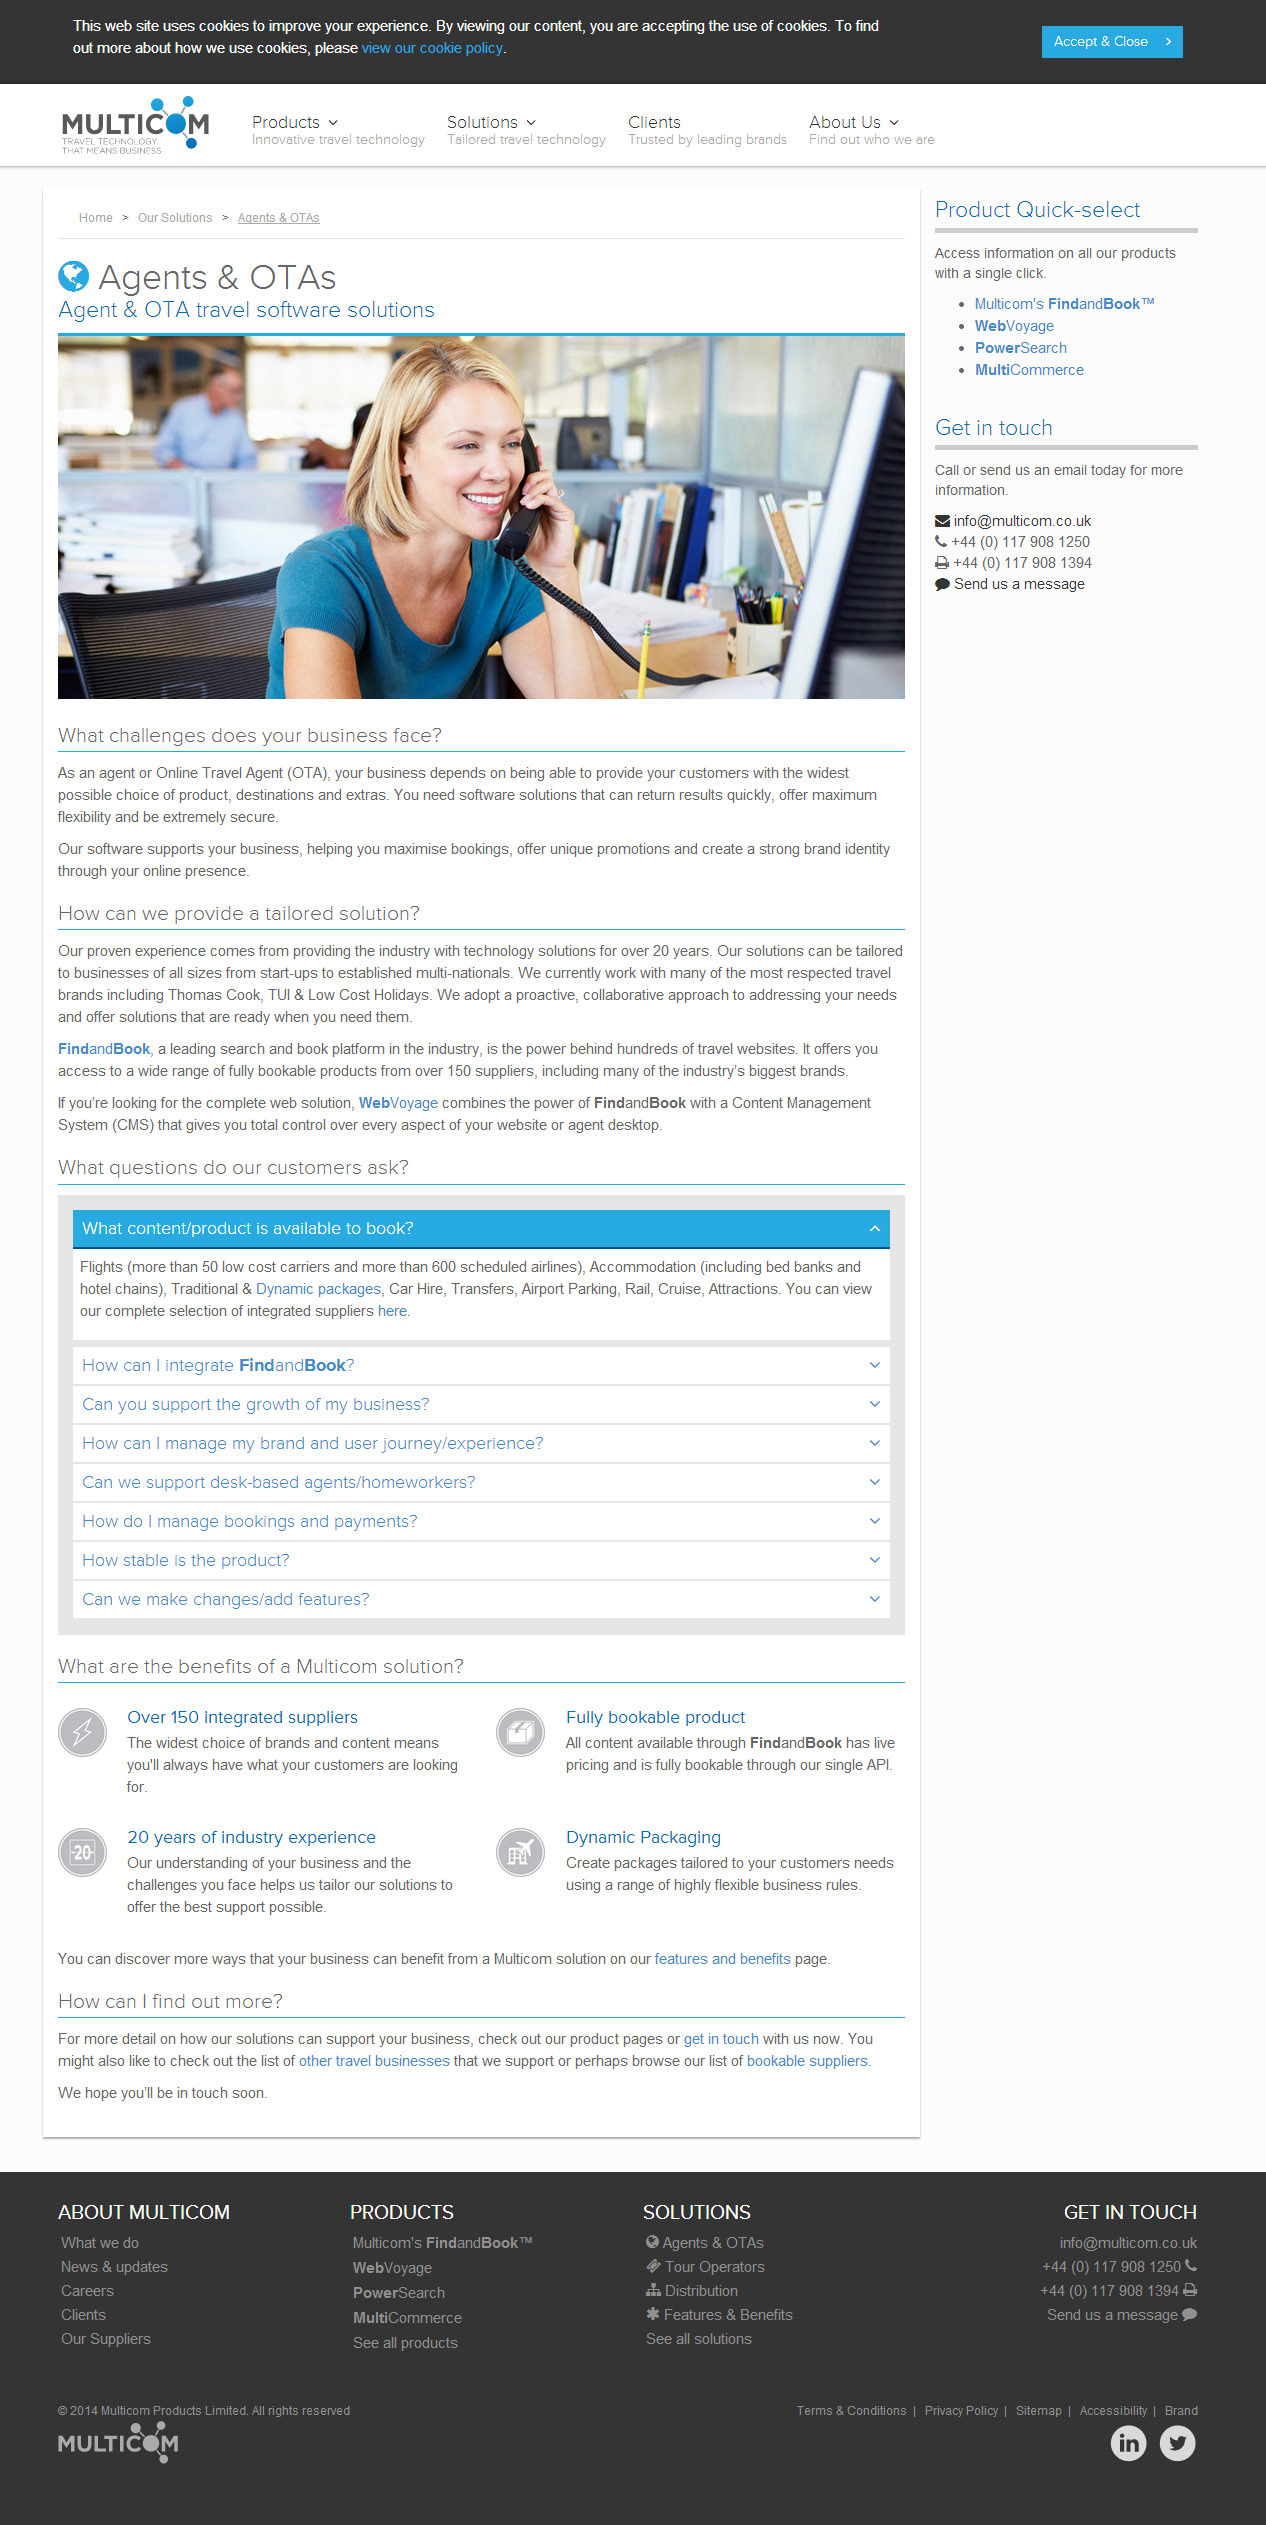 This web site uses cookies to improve your experience. By viewing our content, you are accepting the use of cookies. To find
out more about how we use cookies, please view our cookie policy.
Accept & Close
MULTICOM
TRAVEL TECHNOLOGY
THAT MEANS BUSINESS
Products
Innovative travel technology
Solutions
Tailored travel technology
Clients
Trusted by leading brands
About Us
Find out who we are
Home > Our Solutions > Agents & OTAs
Agents & OTAs
Agent & OTA travel software solutions
What challenges does your business face?
As an agent or Online Travel Agent (OTA), your business depends on being able to provide your customers with the widest
possible choice of product, destinations and extras. You need software solutions that can return results quickly, offer maximum
flexibility and be extremely secure.
Our software supports your business, helping you maximise bookings, offer unique promotions and create a strong brand identity
through your online presence.
How can we provide a tailored solution?
Our proven experience comes from providing the industry with technology solutions for over 20 years. Our solutions can be tailored
to businesses of all sizes from start-ups to established multi-nationals. We currently work with many of the most respected travel
brands including Thomas Cook, TUI & Low Cost Holidays. We adopt a proactive, collaborative approach to addressing your needs
and offer solutions that are ready when you need them.
FindandBook, a leading search and book platform in the industry, is the power behind hundreds of travel websites. It offers you
access to a wide range of fully bookable products from over 150 suppliers, including many of the industry's biggest brands.
If you're looking for the complete web solution, WebVoyage combines the power of FindandBook with a Content Management
System (CMS) that gives you total control over every aspect of your website or agent desktop.
What questions do our customers ask?
What content/product is available to book?
Flights (more than 50 low cost carriers and more than 600 scheduled airlines), Accommodation (including bed banks and
hotel chains), Traditional & Dynamic packages, Car Hire, Transfers, Airport Parking, Rail, Cruise, Attractions. You can view
our complete selection of integrated suppliers here.
How can I integrate FindandBook?
Can you support the growth of my business?
How can I manage my brand and user journey/experience?
Can we support desk-based agents/homeworkers?
How do I manage bookings and payments?
How stable is the product?
Can we make changes/add features?
What are the benefits of a Multicom solution?
Over 150 integrated suppliers
The widest choice of brands and content means
you'll always have what your customers are looking
for.
Fully bookable product
All content available through FindandBook has live
pricing and is fully bookable through our single API.
20
20 years of industry experience
Our understanding of your business and the
challenges you face helps us tailor our solutions to
offer the best support possible.
Dynamic Packaging
Create packages tailored to your customers needs
using a range of highly flexible business rules.
You can discover more ways that your business can benefit from a Multicom solution on our features and benefits page.
How can I find out more?
For more detail on how our solutions can support your business, check out our product pages or get in touch with us now. You
might also like to check out the list of other travel businesses that we support or perhaps browse our list of bookable suppliers.
We hope you'll be in touch soon.
Product Quick-select
Access information on all our products
with a single click.
• Multicom's FindandBook™
• WebVoyage
• PowerSearch
• MultiCommerce
Get in touch
Call or send us an email today for more
information.
info@multicom.co.uk
+44 (0) 117 908 1250
+44 (0) 117 908 1394
Send us a message
ABOUT MULTICOM
What we do
News & updates
Careers
Clients
Our Suppliers
PRODUCTS
Multicom's FindandBook™
WebVoyage
PowerSearch
MultiCommerce
See all products
SOLUTIONS
Agents & OTAs
Tour Operators
Distribution
Features & Benefits
See all solutions
GET IN TOUCH
info@multicom.co.uk
+44 (0) 117 908 1250
+44 (0) 117 908 1394
Send us a message
© 2014 Multicom Products Limited. All rights reserved
Terms & Conditions | Privacy Policy | Sitemap | Accessibility | Brand
MULTICOM
in